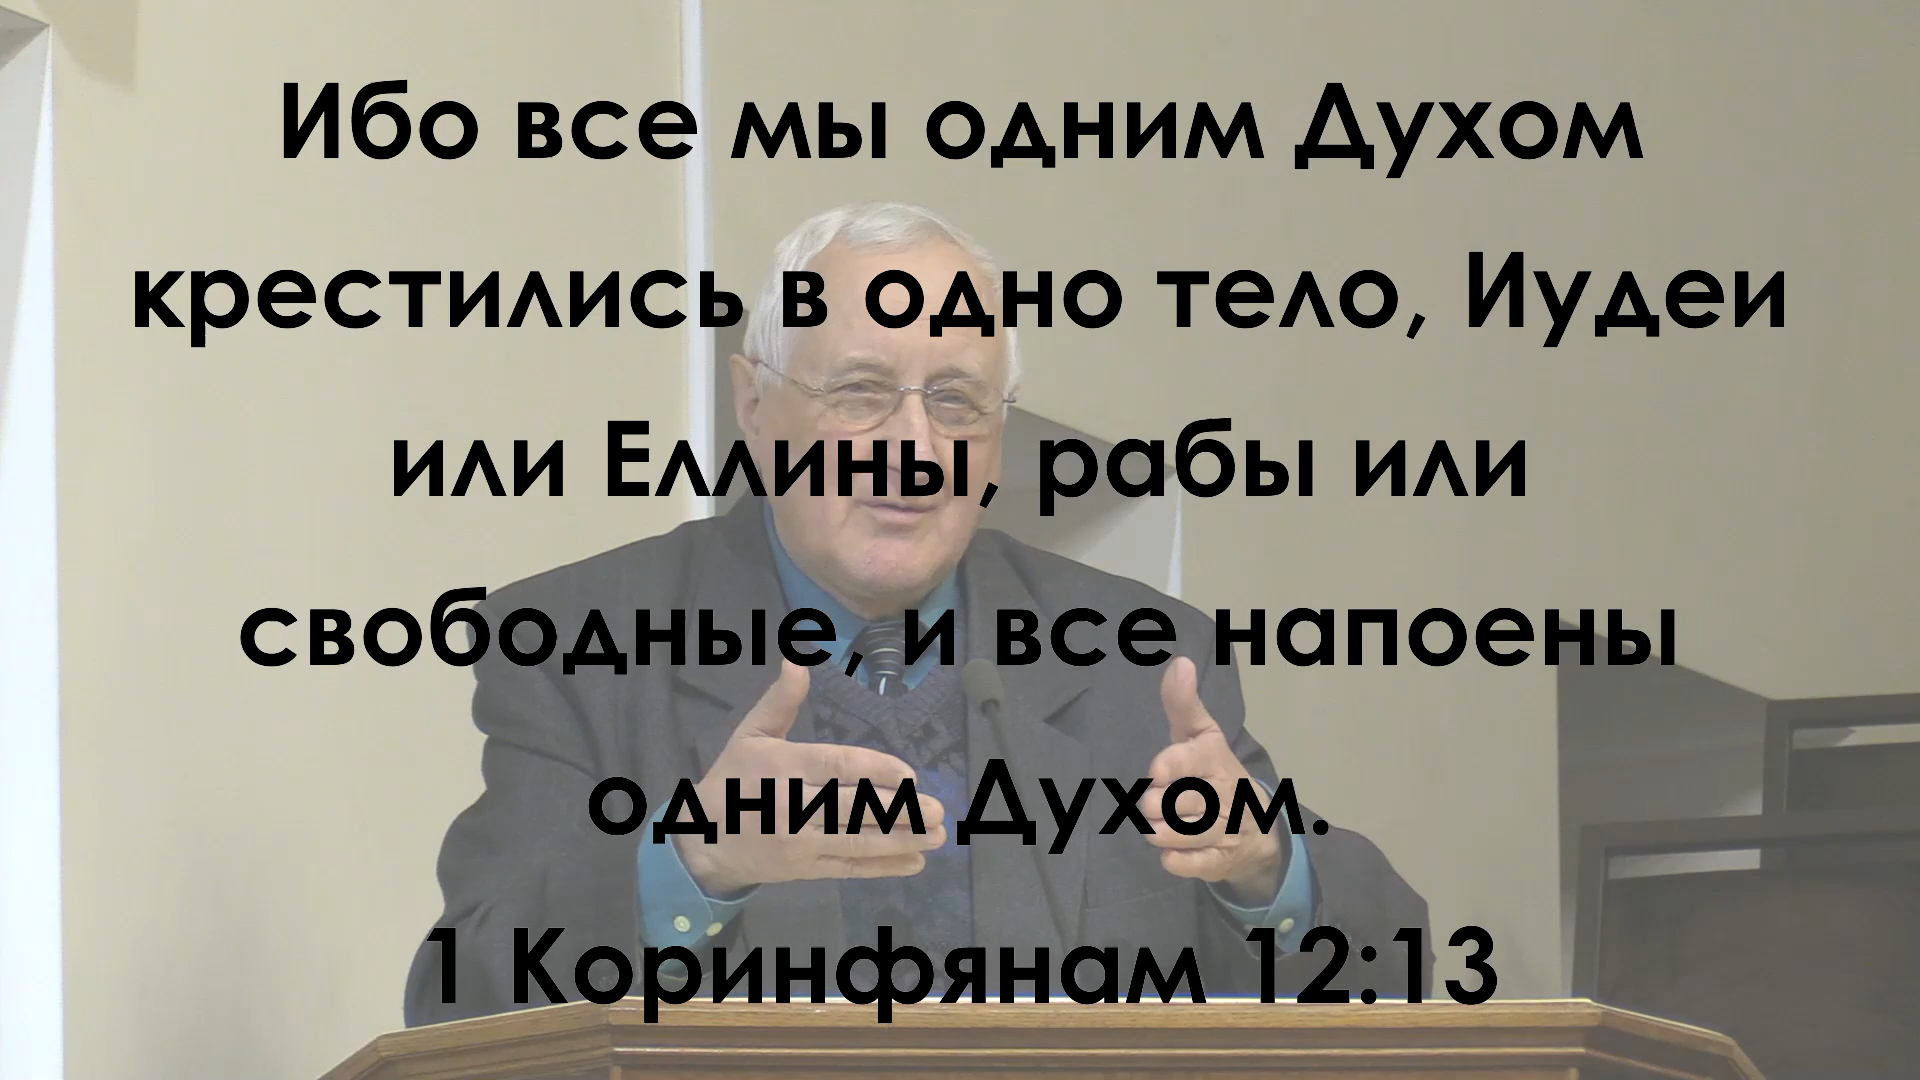 Ибо все мы одним Духом
крестились в одно тело, Иудеи
или Еллины, рабы или
свободные, и все напоены
одним Духом.
1 Коринфянам 12:13